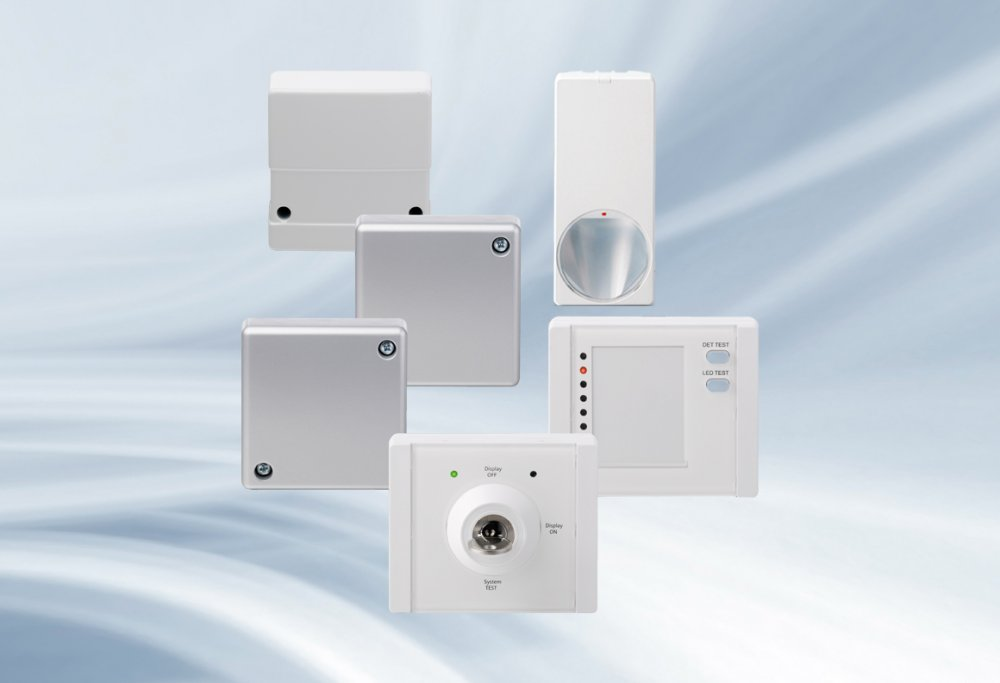 DET TEST
LED TEST
Display
OFF
Display
ON
System
TEST